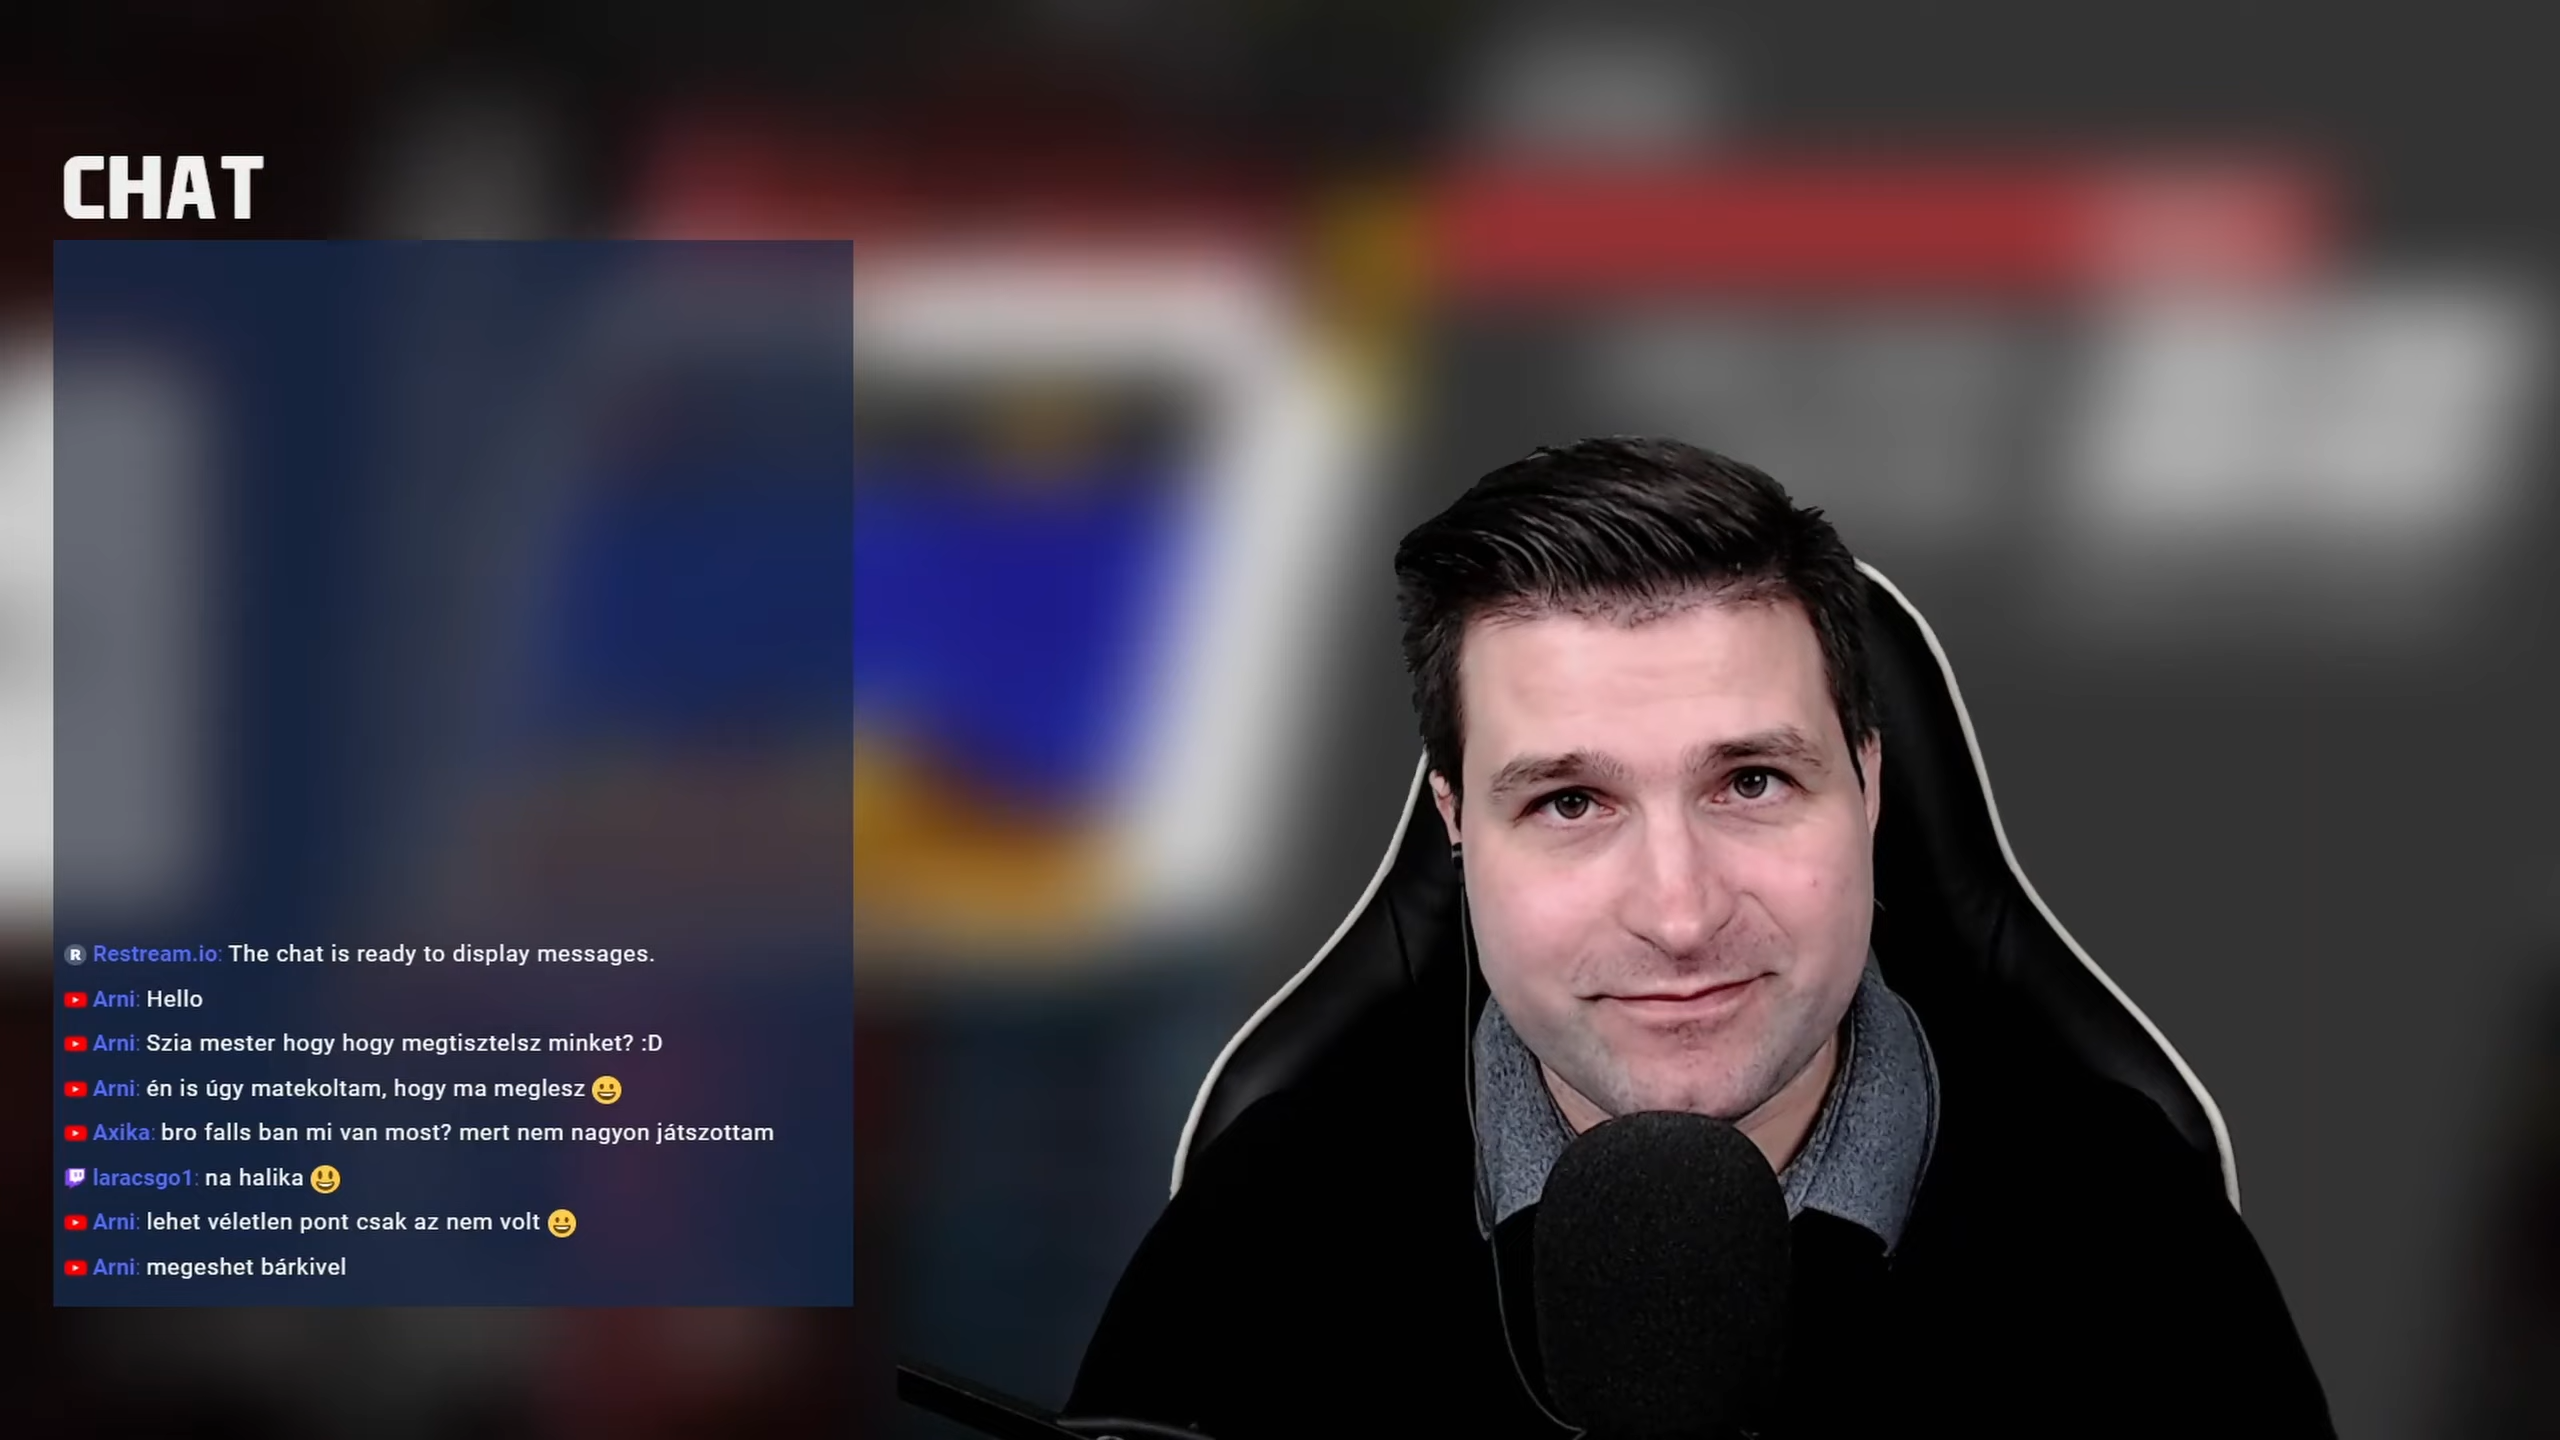 CHAT
Restream.io: The chat is ready to display messages.
Arni: Hello
Arni: Szia mester hogy hogy megtisztelsz minket? :D
Arni: én is úgy matekoltam, hogy ma meglesz 😀
Axika: bro falls ban mi van most? mert nem nagyon játszottam
laracsgo1: na halika 😃
Arni: lehet véletlen pont csak az nem volt 😀
Arni: megeshet bárkivel